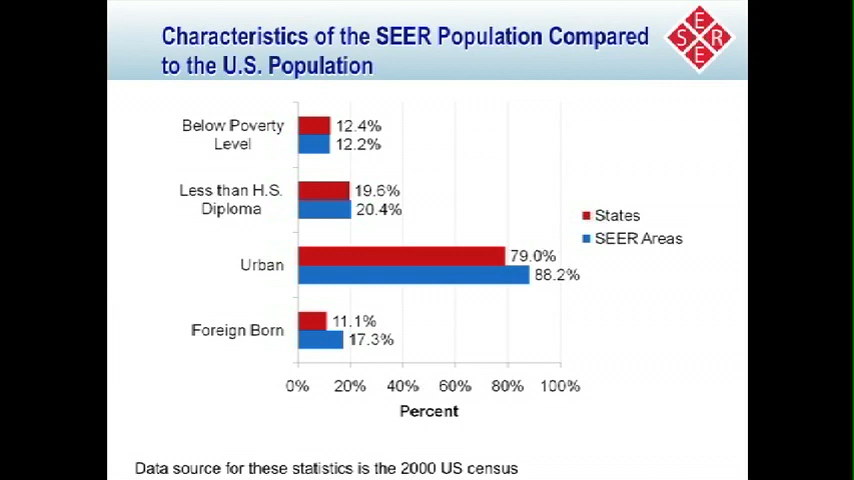 Characteristics of the SEER Population Compared
to the U.S. Population
E
S R
E
Below Poverty
Level
12.4%
12.2%
Less than H.S.
Diploma
19.6%
20.4%
Urban
79.0%
88.2%
Foreign Born
11.1%
17.3%
States
SEER Areas
0% 20% 40% 60% 80% 100%
Percent
Data source for these statistics is the 2000 US census